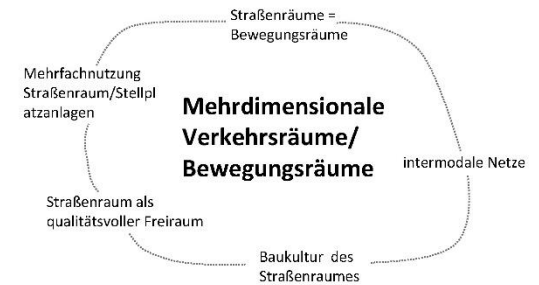 Straßenräume =
Bewegungsräume
Mehrfachnutzung
Straßenraum/Stellpl
atzanlagen
Mehrdimensionale
Verkehrsräume/
Bewegungsräume
intermodale Netze
Straßenraum als
qualitätsvoller Freiraum
Baukultur des
Straßenraumes